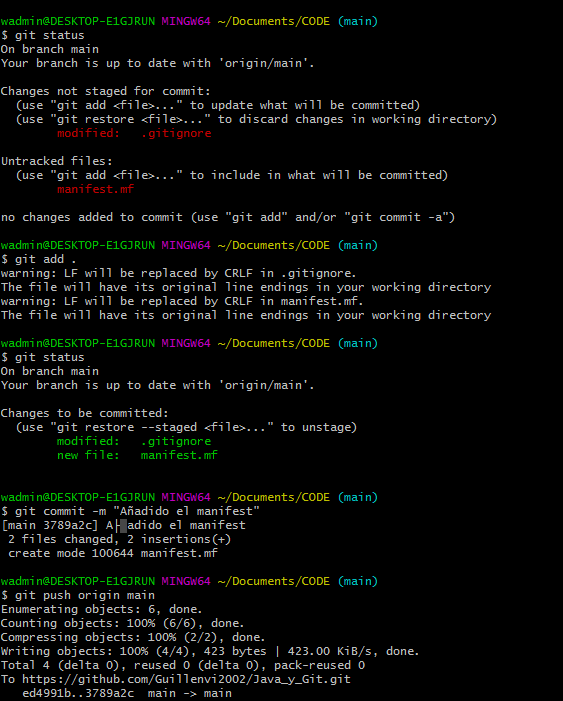 wadmin@DESKTOP-E1GJRUN MINGW64 ~/Documents/CODE (main)
$ git status
On branch main
Your branch is up to date with 'origin/main'.
Changes not staged for commit:
(use "git add <file>..." to update what will be committed)
(use "git restore <file>..." to discard changes in working directory)
modified: .gitignore
Untracked files:
(use "git add <file>..." to include in what will be committed)
manifest.mf
no changes added to commit (use "git add" and/or "git commit -a")
wadmin@DESKTOP-E1GJRUN MINGW64 ~/Documents/CODE (main)
$ git add .
warning: LF will be replaced by CRLF in .gitignore.
The file will have its original line endings in your working directory
warning: LF will be replaced by CRLF in manifest.mf.
The file will have its original line endings in your working directory
wadmin@DESKTOP-E1GJRUN MINGW64 ~/Documents/CODE (main)
$ git status
On branch main
Your branch is up to date with 'origin/main'.
Changes to be committed:
(use "git restore --staged <file>..." to unstage)
modified: .gitignore
new file: manifest.mf
wadmin@DESKTOP-E1GJRUN MINGW64 ~/Documents/CODE (main)
$ git commit -m "Añadido el manifest"
[main 3789a2c] A├▒adido el manifest
2 files changed, 2 insertions(+)
create mode 100644 manifest.mf
wadmin@DESKTOP-E1GJRUN MINGW64 ~/Documents/CODE (main)
$ git push origin main
Enumerating objects: 6, done.
Counting objects: 100% (6/6), done.
Compressing objects: 100% (2/2), done.
Writing objects: 100% (4/4), 423 bytes | 423.00 KiB/s, done.
Total 4 (delta 0), reused 0 (delta 0), pack-reused 0
To https://github.com/Guillenvi2002/Java_y_Git.git
ed4991b..3789a2c main -> main